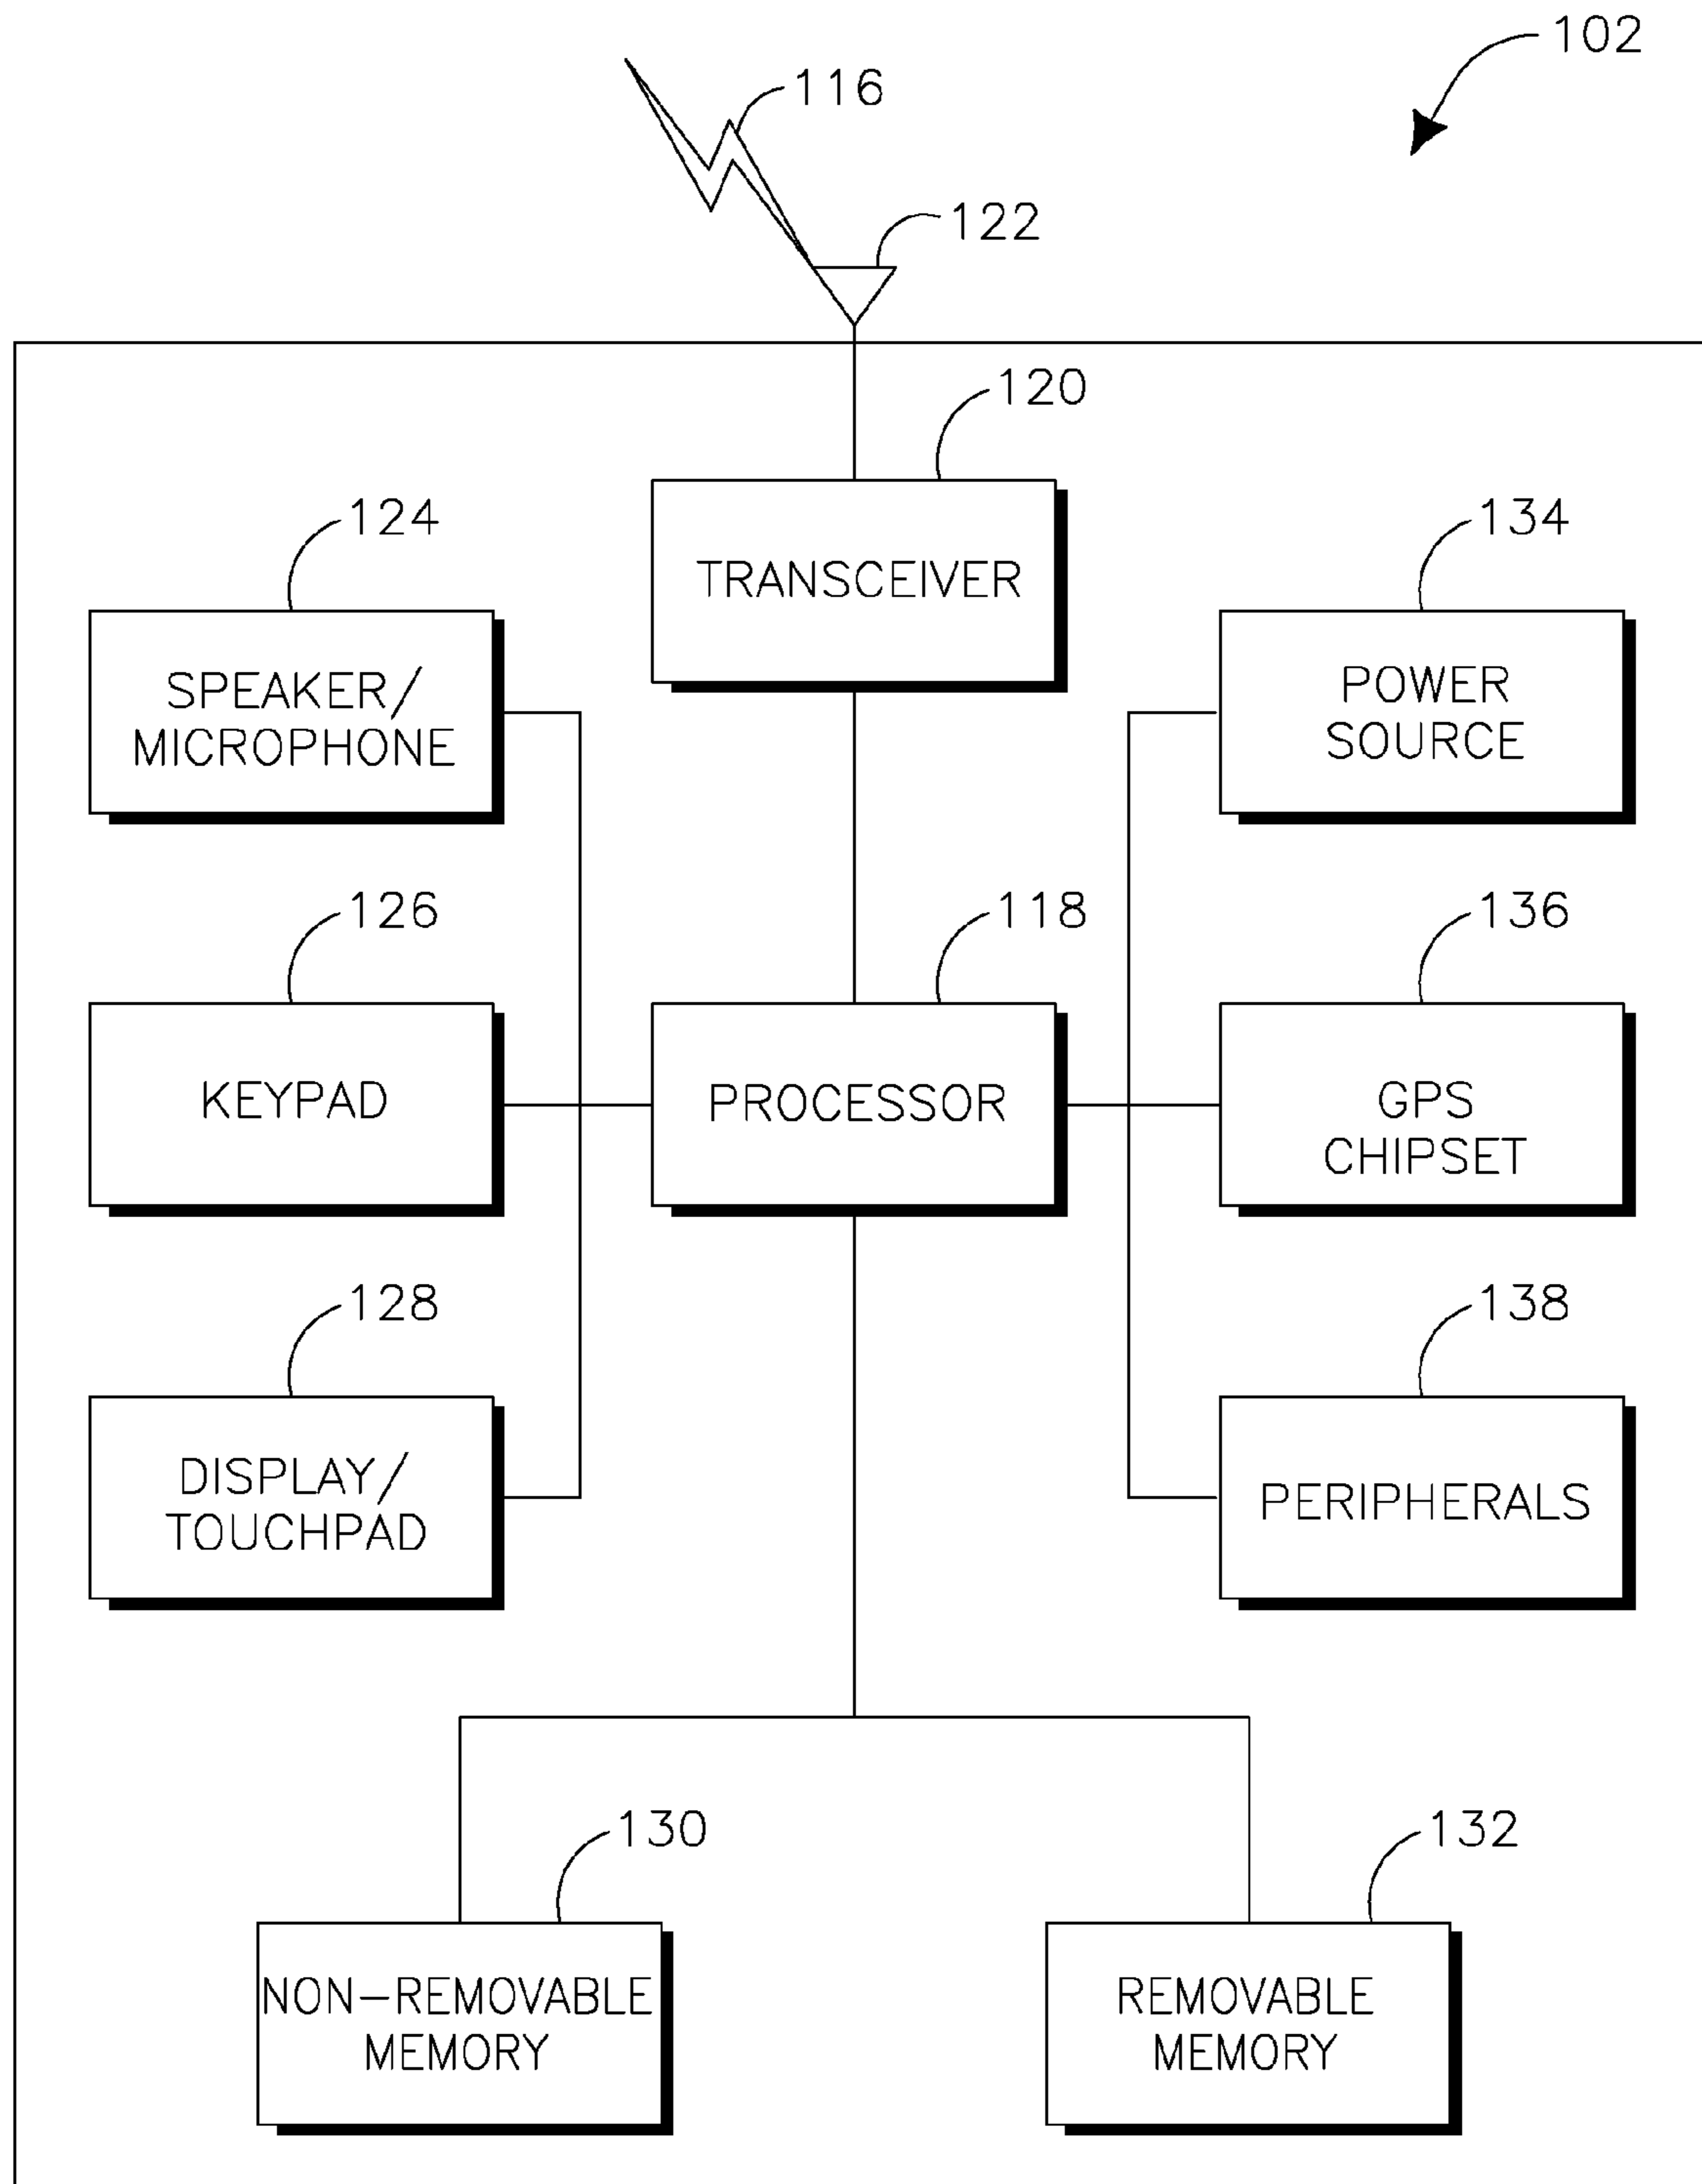 102
116
122
120
TRANSCEIVER
124
SPEAKER/
MICROPHONE
134
POWER
SOURCE
126
KEYPAD
118
PROCESSOR
136
GPS
CHIPSET
128
DISPLAY/
TOUCHPAD
138
PERIPHERALS
130
NON-REMOVABLE
MEMORY
132
REMOVABLE
MEMORY